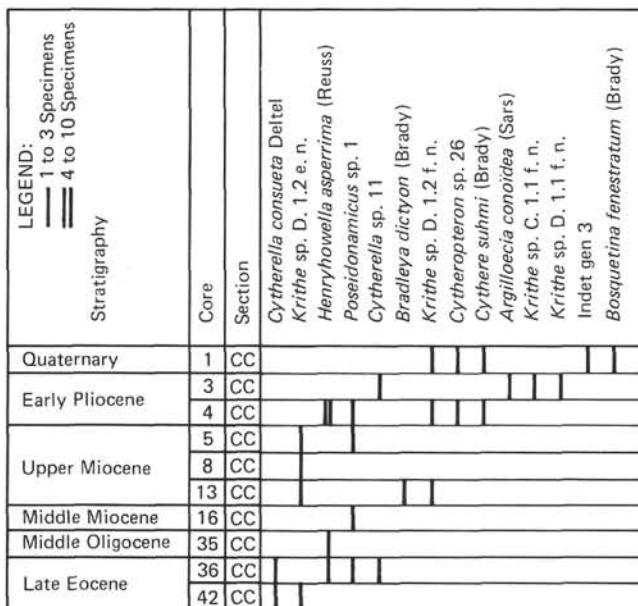 LEGEND:
1 to 3 Specimens
4 to 10 Specimens
Stratigraphy
Core
Section
Cytherella consueta Deltel
Krithe sp. D. 1.2 e. n.
Henryhowella asperrima (Reuss)
Poseidonamicus sp. 1
Cytherella sp. 11
Bradleya dictyon (Brady)
Krithe sp. D. 1.2 f. n.
Cytheropteron sp. 26
Cythere suhmi (Brady)
Argilloecia conoidea (Sars)
Krithe sp. C. 1.1 f. n.
Krithe sp. D. 1.1 f. n.
Indet gen 3
Bosquetina fenestratum (Brady)
Quaternary 1 CC
Early Pliocene 3 CC
4 CC
Upper Miocene 5 CC
8 CC
13 CC
Middle Miocene 16 CC
Middle Oligocene 35 CC
Late Eocene 36 CC
42 CC